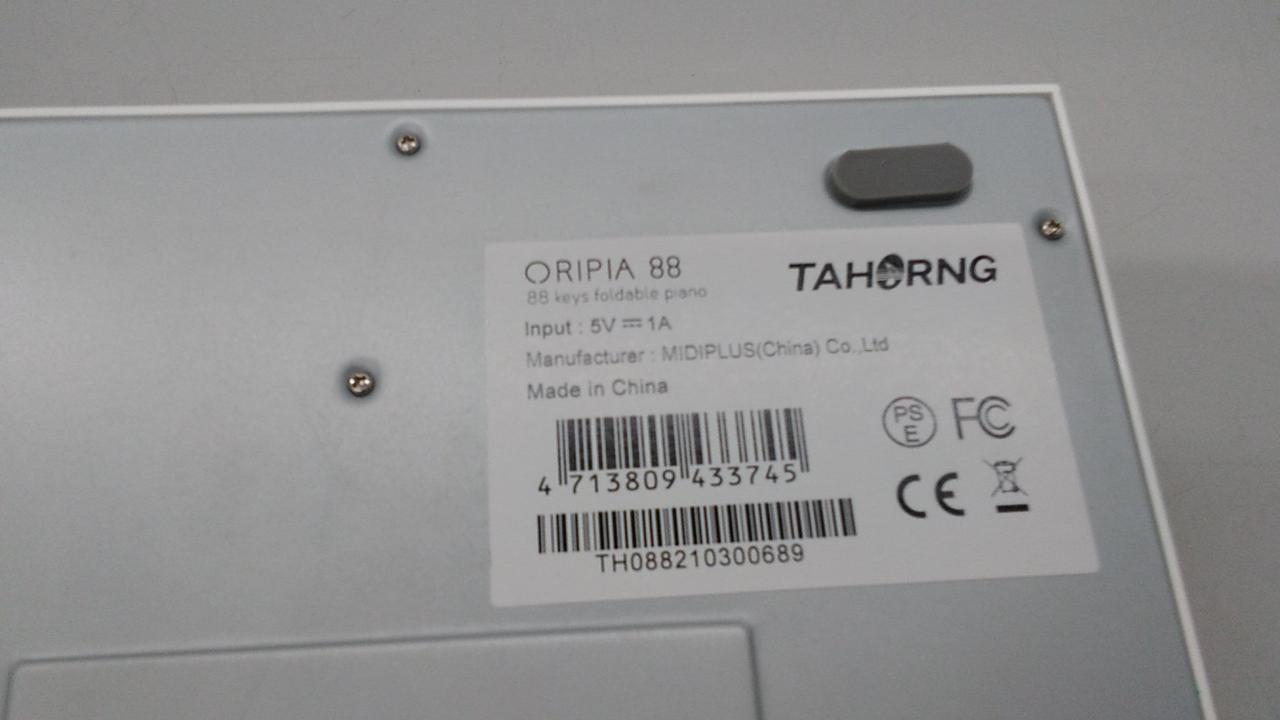 ORIPIA 88
TAHORNG
88 keys foldable piano
Input : 5V ⎓ 1A
Manufacturer : MIDIPLUS(China) Co.,Ltd
Made in China
PS
E
FC
4 713809 433745
CE
TH088210300689